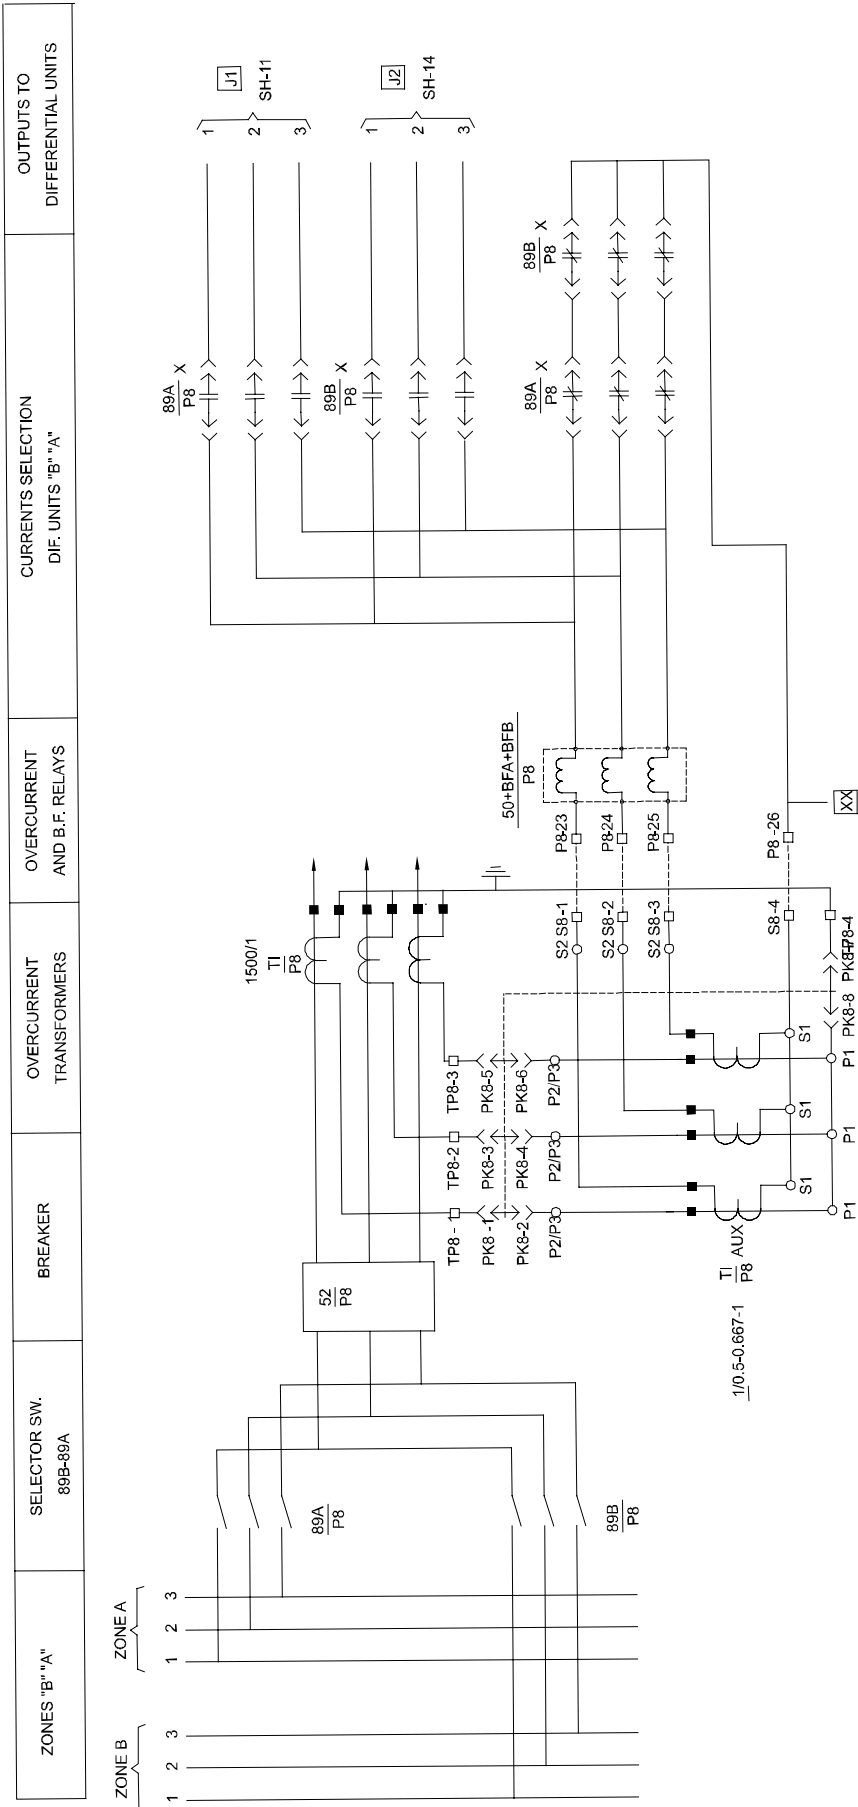 ZONES "B" "A"
SELECTOR SW.
89B-89A
BREAKER
OVERCURRENT
TRANSFORMERS
OVERCURRENT
AND B.F. RELAYS
CURRENTS SELECTION
DIF. UNITS "B" "A"
OUTPUTS TO
DIFFERENTIAL UNITS
ZONE B
1
2
3
ZONE A
1
2
3
89A
P8
89B
P8
52
P8
1500/1
TI
P8
TP8 - 1
PK8 -1
PK8-2
P2/P3
TP8-2
PK8-3
PK8-4
P2/P3
TP8-3
PK8-5
PK8-6
P2/P3
1/0.5-0.667-1
TI AUX
P8
S1
S1
S1
P1
P1
P1
PK8-8
S2 S8-1
S2 S8-2
S2 S8-3
S8-4
P8-23
P8-24
P8-25
P8 -26
XX
50+BFA+BFB
P8
89A X
P8
89B X
P8
89A X
P8
89B X
P8
1
2
3
J1
SH-11
1
2
3
J2
SH-14